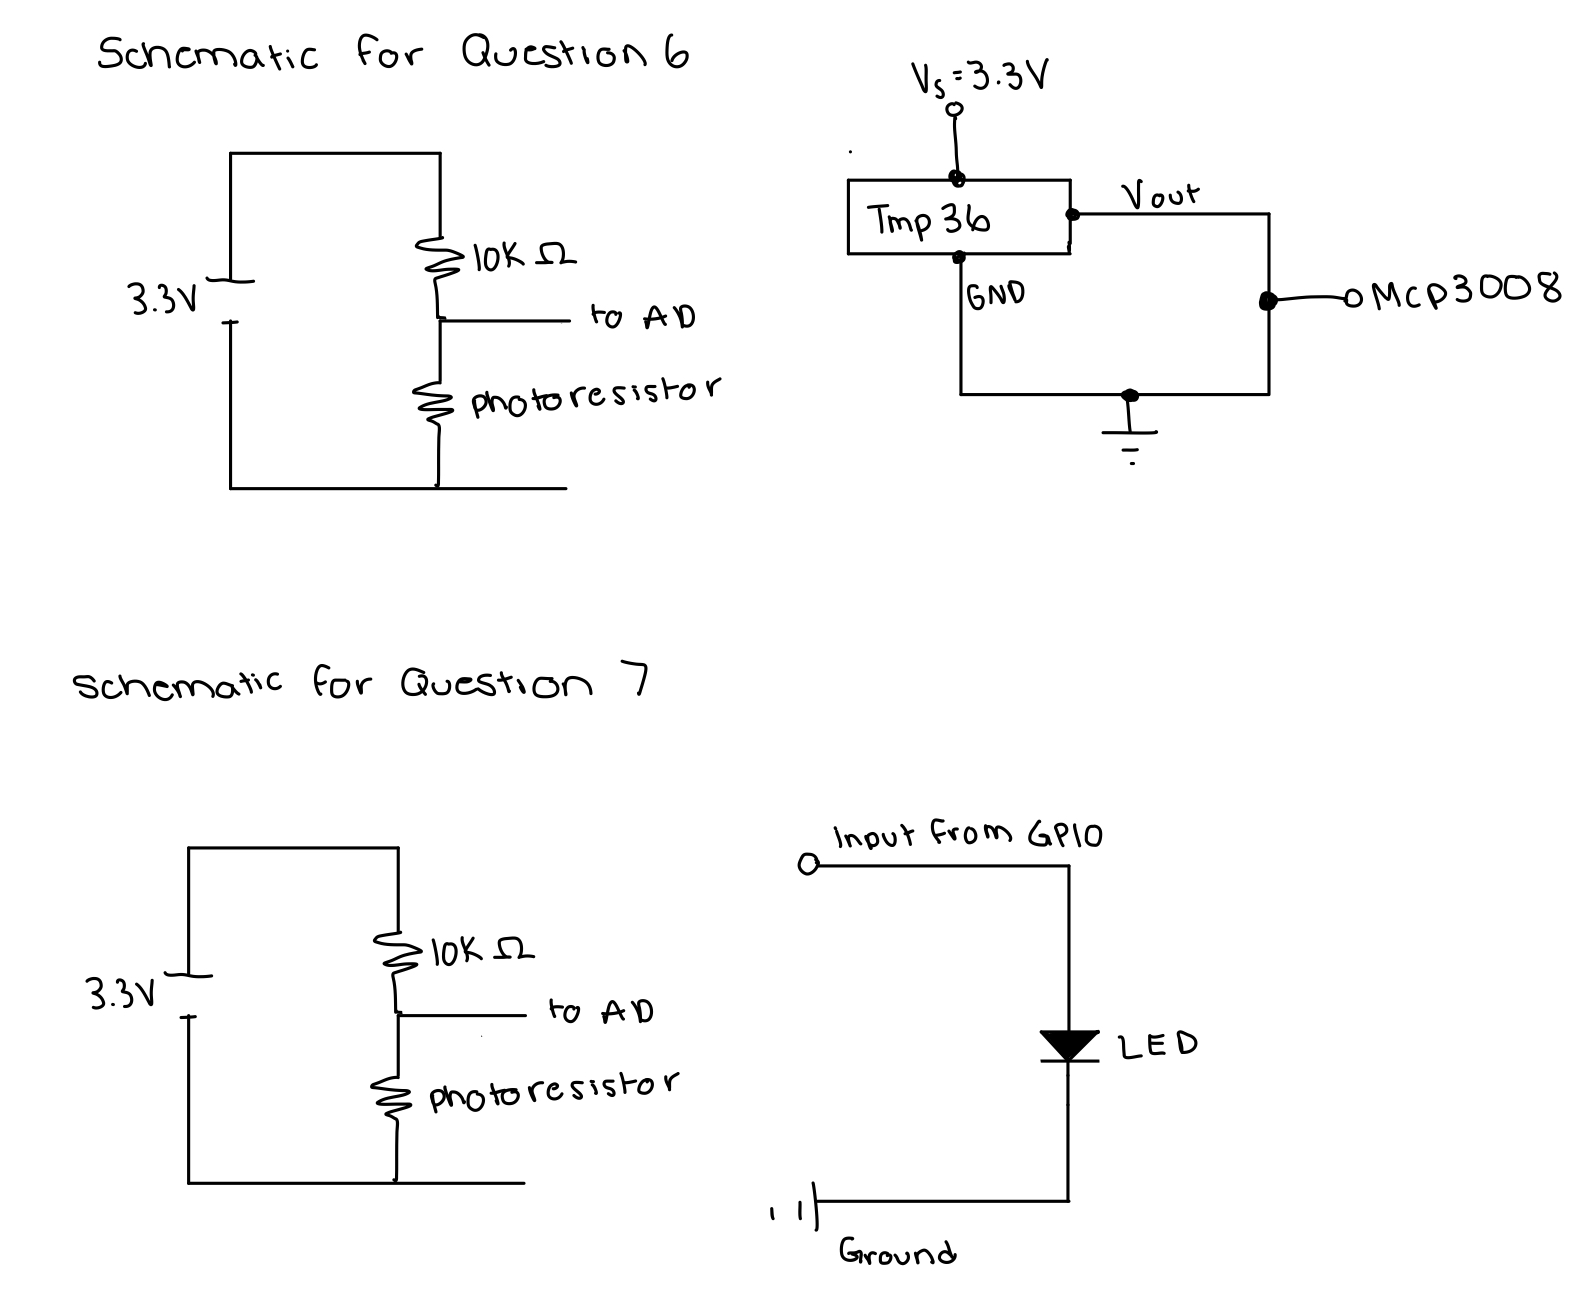 Schematic for Question 6
Vs = 3.3V
Tmp 36
Vout
10K Ω
3.3V
GND
MCP3008
to AD
photoresistor
schematic for Question 7
Input from GPIO
10K Ω
3.3V
to AD
LED
photoresistor
Ground